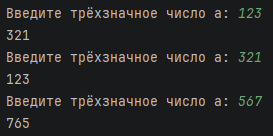 Введите трёхзначное число a: 123
321
Введите трёхзначное число a: 321
123
Введите трёхзначное число a: 567
765